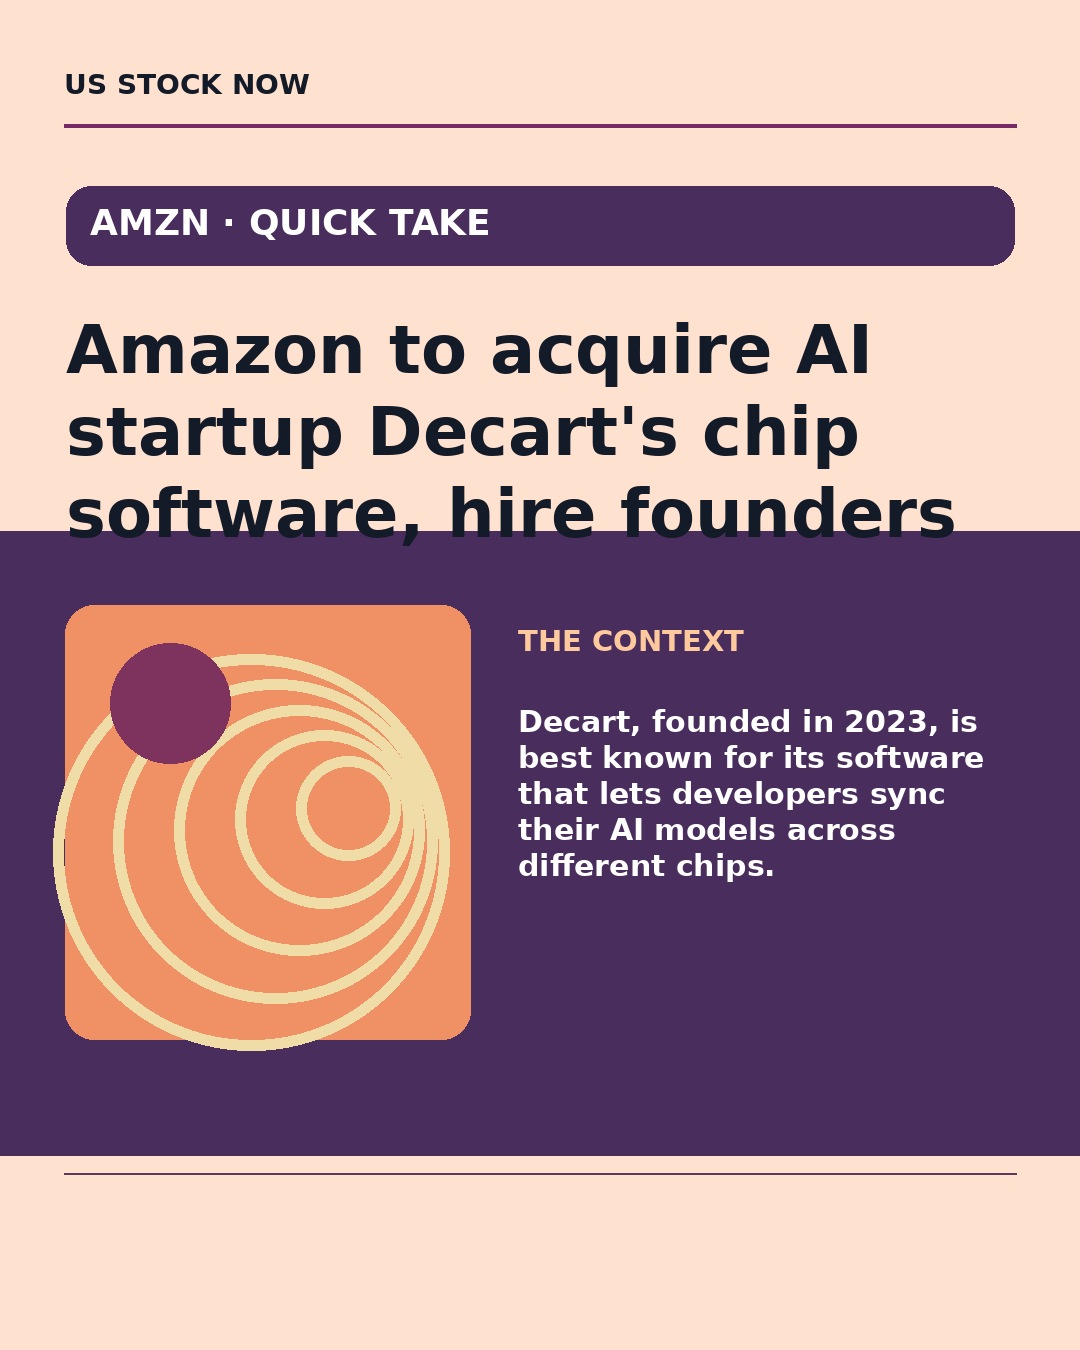 US STOCK NOW
AMZN · QUICK TAKE
Amazon to acquire AI
startup Decart's chip
software, hire founders
THE CONTEXT
Decart, founded in 2023, is
best known for its software
that lets developers sync
their AI models across
different chips.